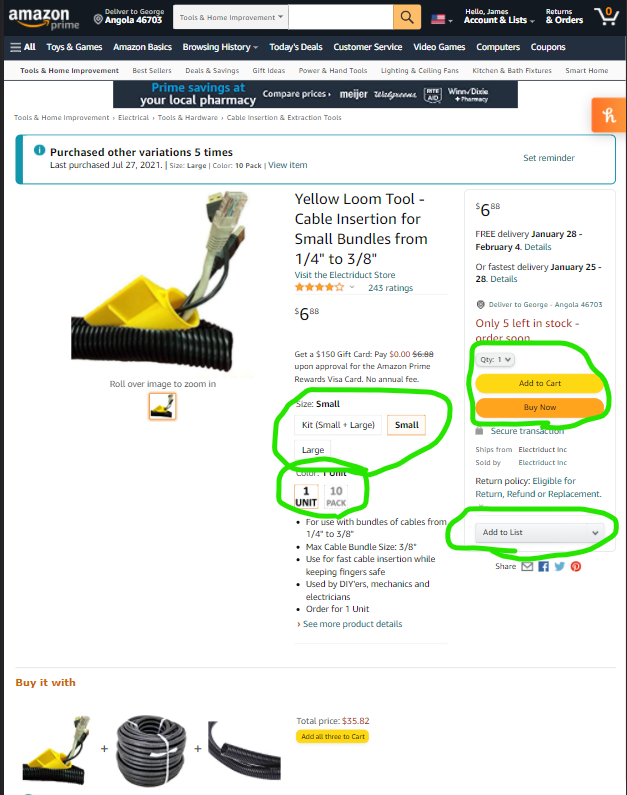 amazon prime
Deliver to George
Angola 46703
Tools & Home Improvement
Hello, James
Account & Lists
Returns
& Orders
0
All Toys & Games Amazon Basics Browsing History Today's Deals Customer Service Video Games Computers Coupons
Tools & Home Improvement Best Sellers Deals & Savings Gift Ideas Power & Hand Tools Lighting & Ceiling Fans Kitchen & Bath Fixtures Smart Home
Prime savings at
your local pharmacy
Compare prices ›
meijer
Walgreens
RITE AID
Winn✓Dixie
+ Pharmacy
h
Tools & Home Improvement › Electrical › Tools & Hardware › Cable Insertion & Extraction Tools
Purchased other variations 5 times
Last purchased Jul 27, 2021. | Size: Large | Color: 10 Pack | View item
Set reminder
Roll over image to zoom in
Yellow Loom Tool -
Cable Insertion for
Small Bundles from
1/4" to 3/8"
Visit the Electriduct Store
243 ratings
$6.88
Get a $150 Gift Card: Pay $0.00 $6.88
upon approval for the Amazon Prime
Rewards Visa Card. No annual fee.
Size: Small
Kit (Small + Large)
Small
Large
Color: 1 Unit
1 UNIT
10 PACK
• For use with bundles of cables from
1/4" to 3/8"
• Max Cable Bundle Size: 3/8"
• Use for fast cable insertion while
keeping fingers safe
• Used by DIY'ers, mechanics and
electricians
• Order for 1 Unit
› See more product details
$6.88
FREE delivery January 28 -
February 4. Details
Or fastest delivery January 25 -
28. Details
Deliver to George - Angola 46703
Only 5 left in stock -
order soon
Qty: 1
Add to Cart
Buy Now
Secure transaction
Ships from Electriduct Inc
Sold by Electriduct Inc
Return policy: Eligible for
Return, Refund or Replacement.
Add to List
Share
Buy it with
+
+
Total price: $35.82
Add all three to Cart